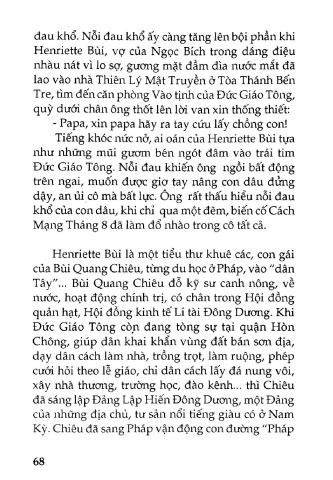 đau khổ. Nỗi đau khổ ấy càng tăng lên bội phần khi
Henriette Bùi, vợ của Ngọc Bích trong dáng điệu
nhàu nát vì lo sợ, gương mặt đầm đìa nước mắt đã
lao vào nhà Thiên Lý Mật Truyền ở Tòa Thánh Bến
Tre, tìm đến căn phòng Vào tịnh của Đức Giáo Tông,
quỳ dưới chân ông thốt lên lời van xin thống thiết:
- Papa, xin papa hãy ra tay cứu lấy chồng con!
Tiếng khóc nức nở, ai oán của Henriette Bùi tựa
như những mũi gươm bén ngót đâm vào trái tim
Đức Giáo Tông. Nỗi đau khiến ông ngồi bất động
trên ngai, muốn được giơ tay nâng con dâu đứng
dậy, an ủi cô mà bất lực. Ông rất thấu hiểu nỗi đau
khổ của con dâu, khi chỉ qua một đêm, biến cố Cách
Mạng Tháng 8 đã làm đổ nhào trong cô tất cả.
Henriette Bùi là một tiểu thư khuê các, con gái
của Bùi Quang Chiêu, từng du học ở Pháp, vào "dân
Tây"... Bùi Quang Chiêu đỗ kỹ sư canh nông, về
nước, hoạt động chính trị, có chân trong Hội đồng
quản hạt, Hội đồng kinh tế Lí tài Đông Dương. Khi
Đức Giáo Tông còn đang tòng sự tại quận Hòn
Chông, giúp dân khai khẩn vùng đất bán sơn địa,
dạy dân cách làm nhà, trồng trọt, làm ruộng, phép
cưới hỏi theo lễ giáo, chỉ dân cách lấy đá nung vôi,
xây nhà thương, trường học, đào kênh... thì Chiêu
đã sáng lập Đảng Lập Hiến Đông Dương, một Đảng
của những địa chủ, tư sản nổi tiếng giàu có ở Nam
Kỳ. Chiêu đã sang Pháp vận động con đường "Pháp
68